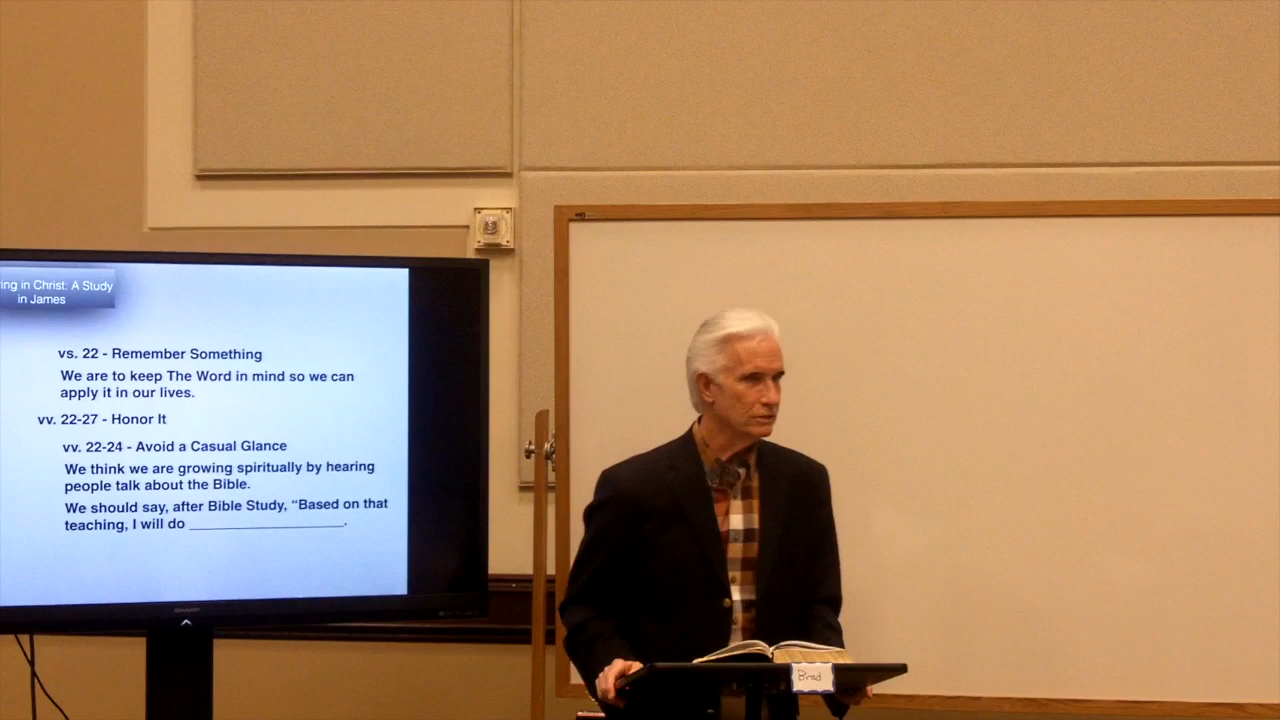 ing in Christ: A Study
in James
vs. 22 - Remember Something
We are to keep The Word in mind so we can
apply it in our lives.
vv. 22-27 - Honor It
vv. 22-24 - Avoid a Casual Glance
We think we are growing spiritually by hearing
people talk about the Bible.
We should say, after Bible Study, “Based on that
teaching, I will do ____________________.
Brad